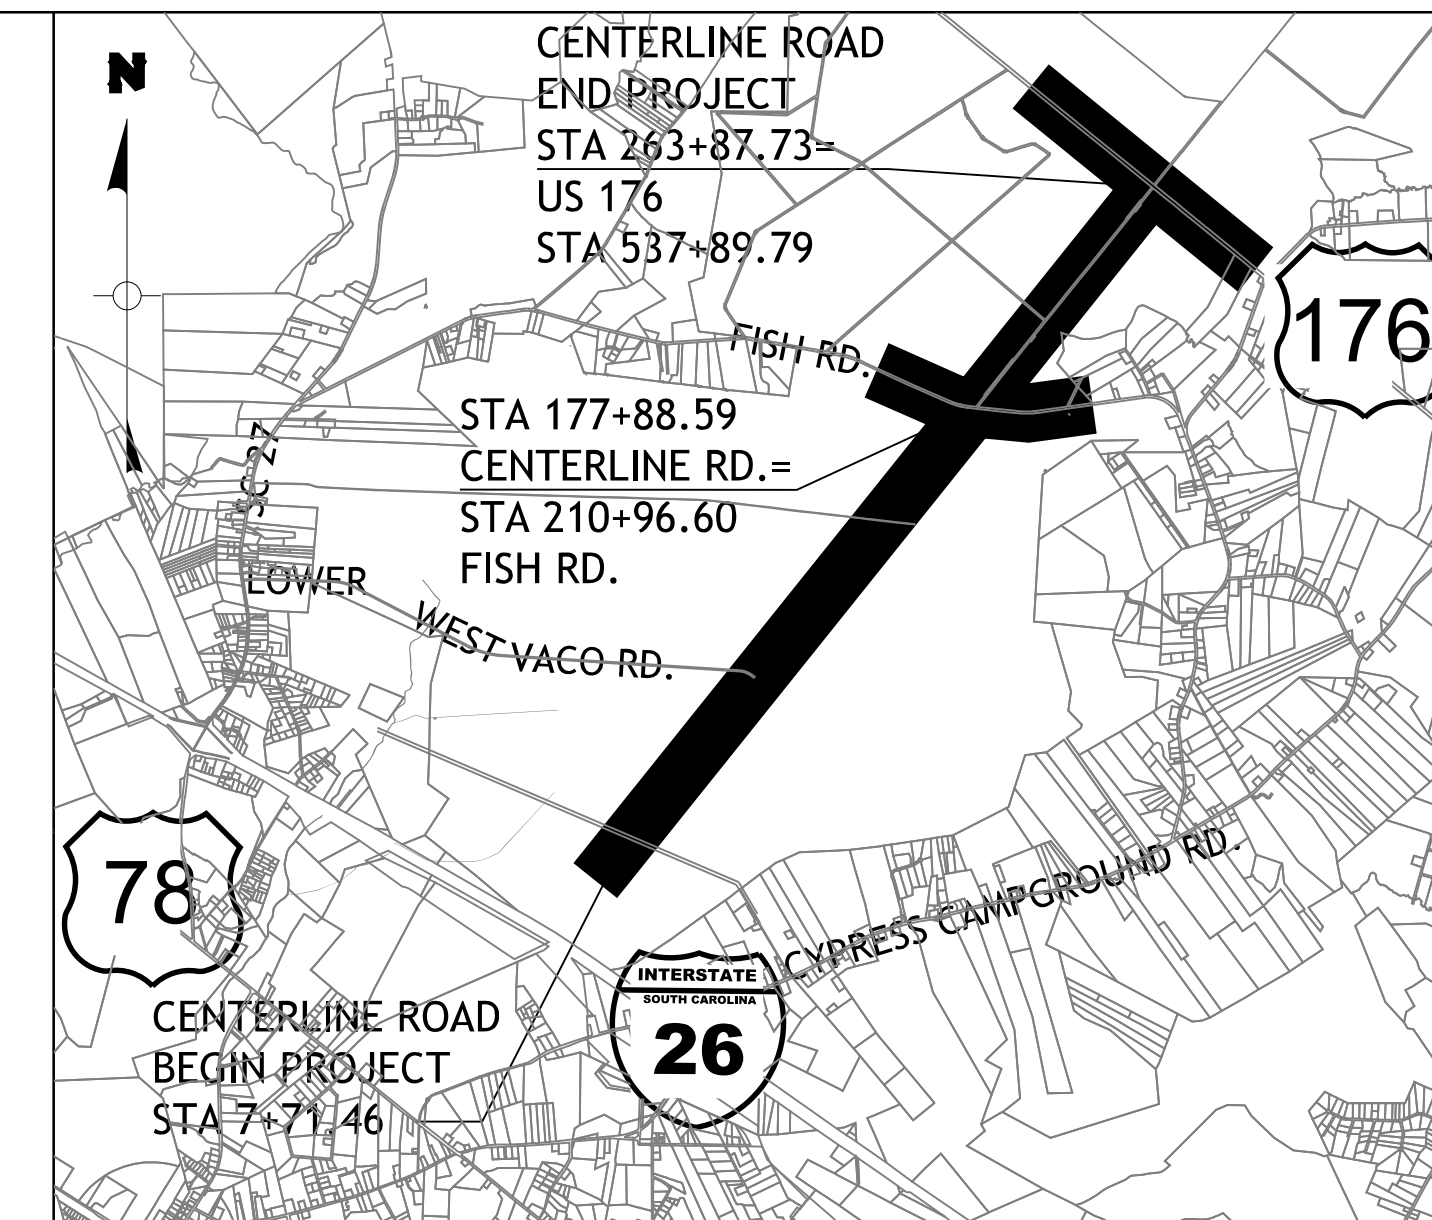 N
CENTERLINE ROAD
END PROJECT
STA 263+87.73=
US 176
STA 537+89.79
176
FISH RD.
STA 177+88.59
CENTERLINE RD.=
STA 210+96.60
FISH RD.
SC 27
LOWER
WEST VACO RD.
78
CYPRESS CAMPGROUND RD.
INTERSTATE
SOUTH CAROLINA
26
CENTERLINE ROAD
BEGIN PROJECT
STA 7+71.46